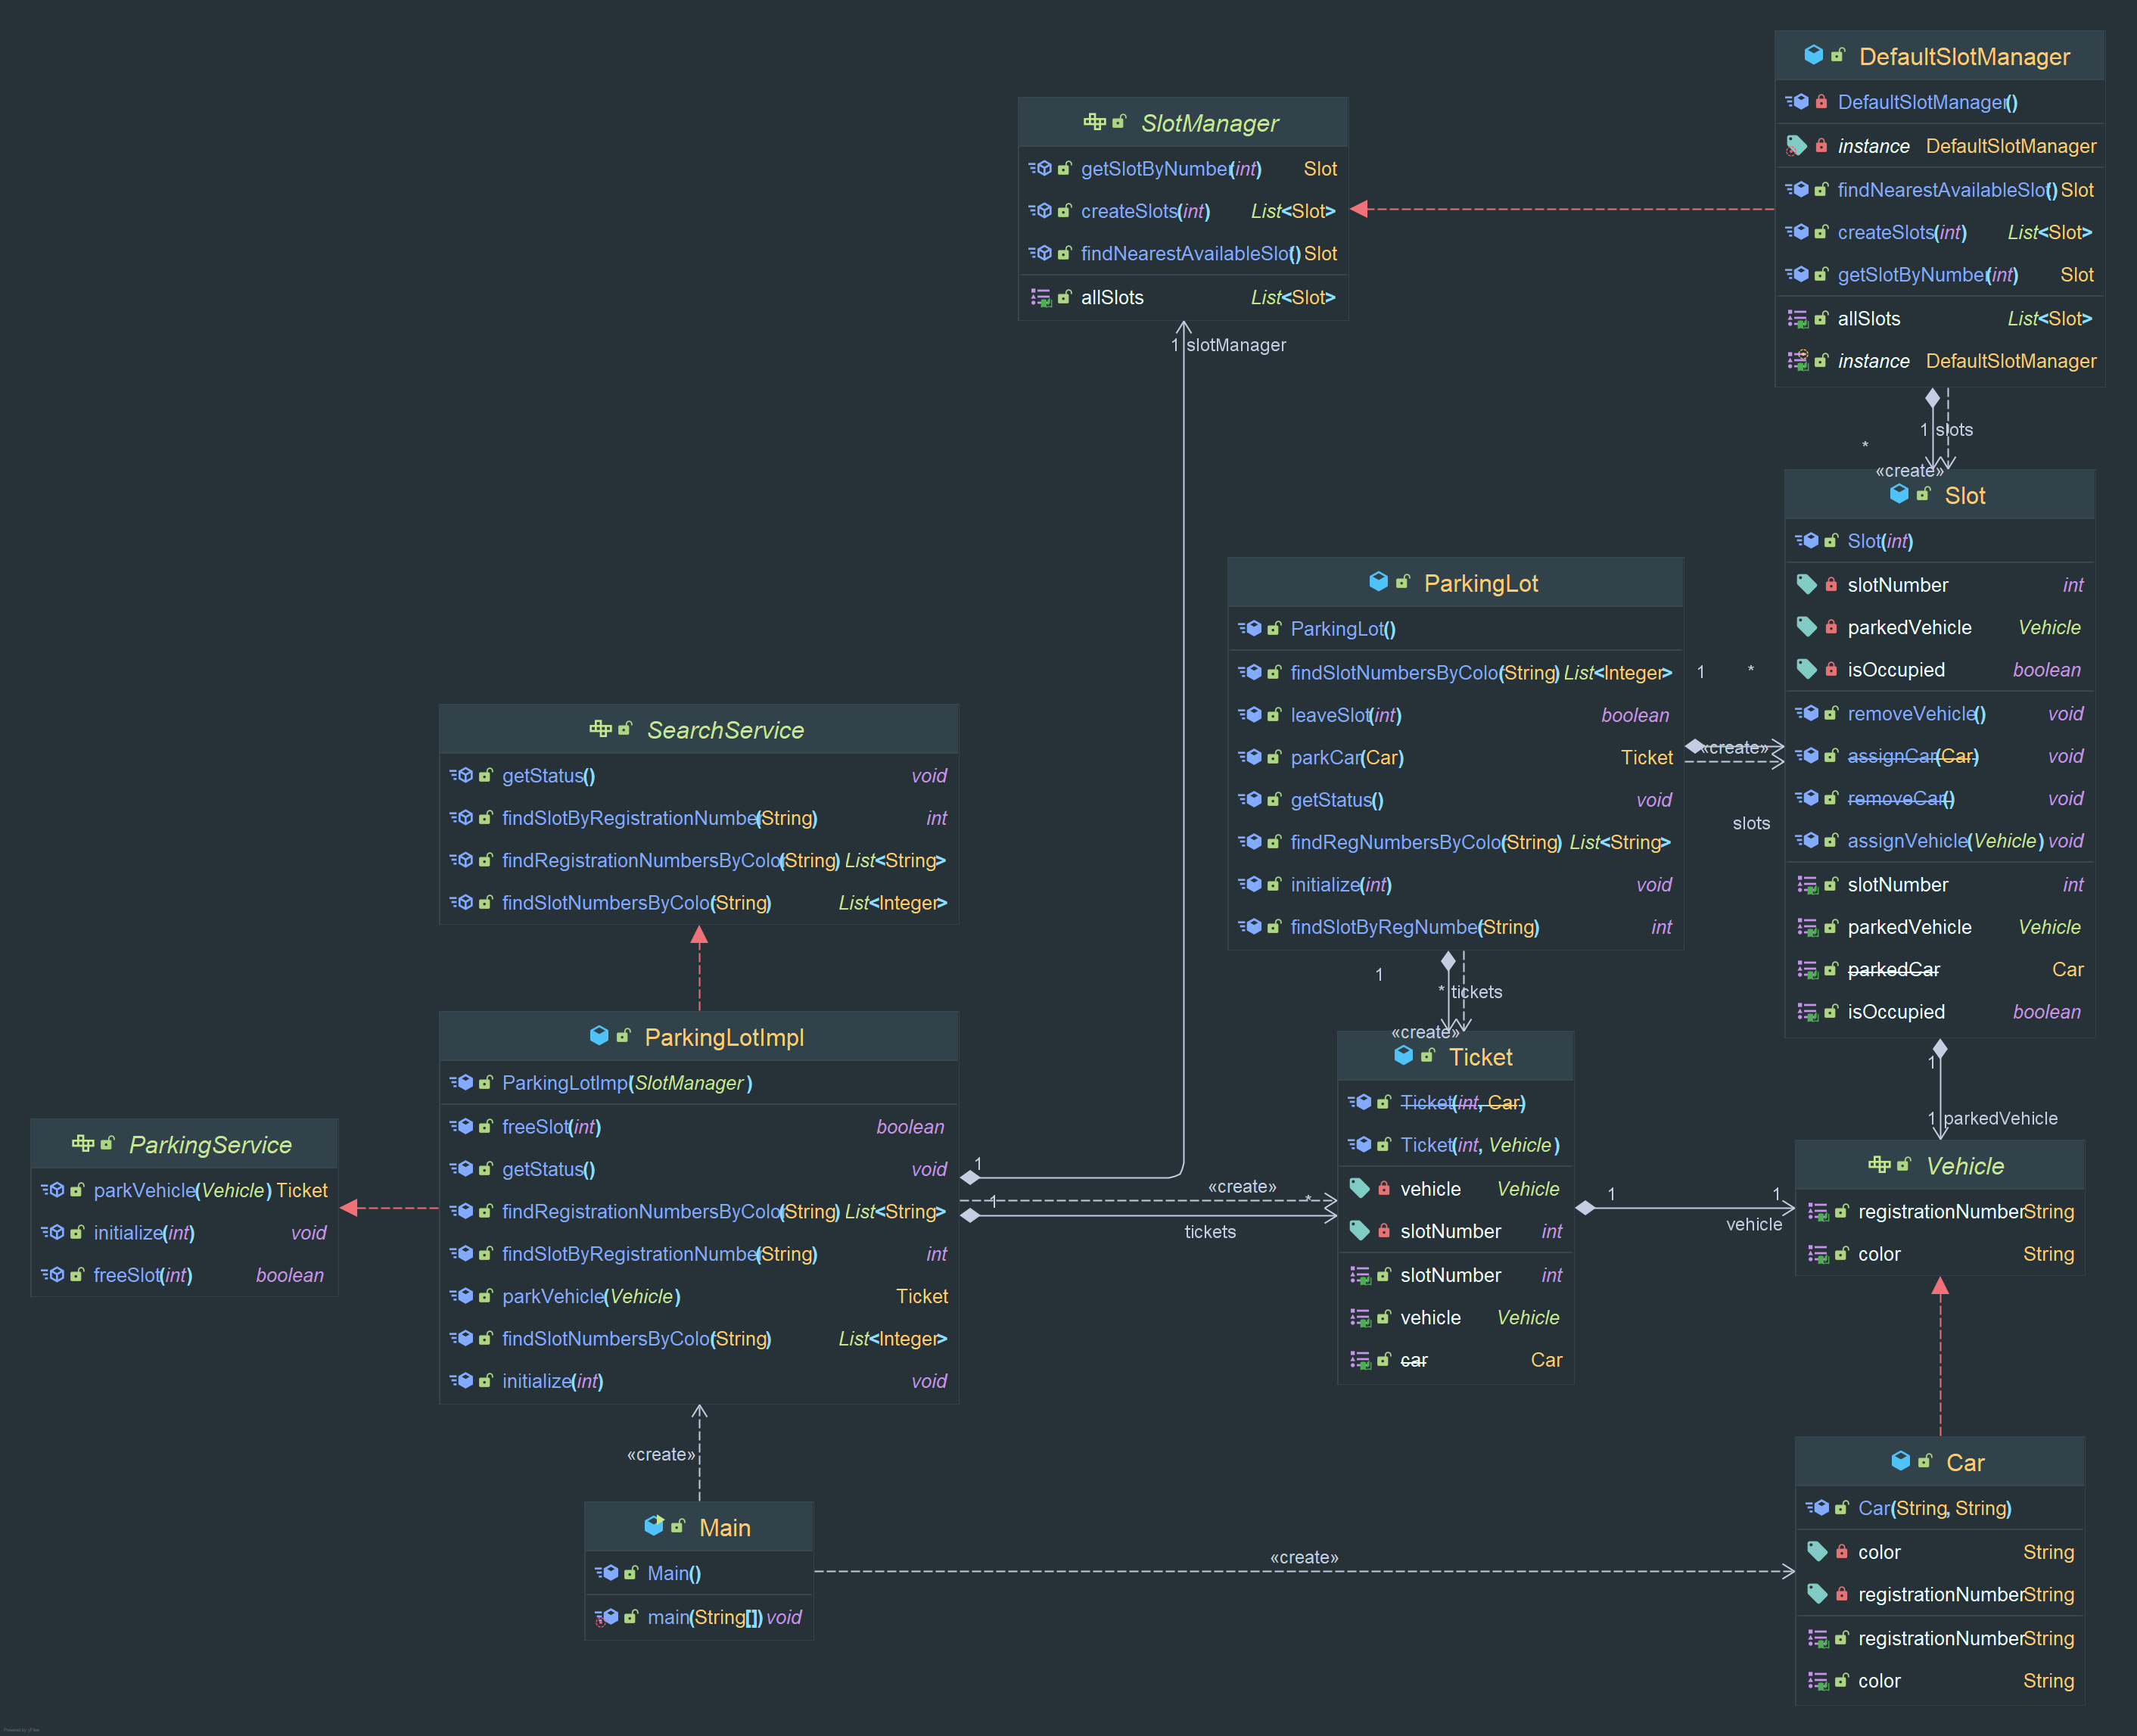 DefaultSlotManager
DefaultSlotManager()
instance DefaultSlotManager
findNearestAvailableSlot() Slot
createSlots(int) List<Slot>
getSlotByNumber(int) Slot
allSlots List<Slot>
instance DefaultSlotManager
SlotManager
getSlotByNumber(int) Slot
createSlots(int) List<Slot>
findNearestAvailableSlot() Slot
allSlots List<Slot>
1 slotManager
1 slots
*
«create»
Slot
Slot(int)
slotNumber int
parkedVehicle Vehicle
isOccupied boolean
removeVehicle() void
assignCar(Car) void
removeCar() void
assignVehicle(Vehicle) void
slotNumber int
parkedVehicle Vehicle
parkedCar Car
isOccupied boolean
ParkingLot
ParkingLot()
findSlotNumbersByColo(String) List<Integer>
leaveSlot(int) boolean
parkCar(Car) Ticket
getStatus() void
findRegNumbersByColo(String) List<String>
initialize(int) void
findSlotByRegNumbe(String) int
1 *
«create»
slots
SearchService
getStatus() void
findSlotByRegistrationNumbe(String) int
findRegistrationNumbersByColo(String) List<String>
findSlotNumbersByColo(String) List<Integer>
1
* tickets
«create»
ParkingLotImpl
ParkingLotImpl(SlotManager)
freeSlot(int) boolean
getStatus() void
findRegistrationNumbersByColo(String) List<String>
findSlotByRegistrationNumbe(String) int
parkVehicle(Vehicle) Ticket
findSlotNumbersByColo(String) List<Integer>
initialize(int) void
ParkingService
parkVehicle(Vehicle) Ticket
initialize(int) void
freeSlot(int) boolean
1
«create»
1 *
tickets
Ticket
Ticket(int, Car)
Ticket(int, Vehicle)
vehicle Vehicle
slotNumber int
slotNumber int
vehicle Vehicle
car Car
1
1 parkedVehicle
1 1
vehicle
Vehicle
registrationNumber String
color String
«create»
Main
Main()
main(String[]) void
«create»
Car
Car(String, String)
color String
registrationNumber String
registrationNumber String
color String